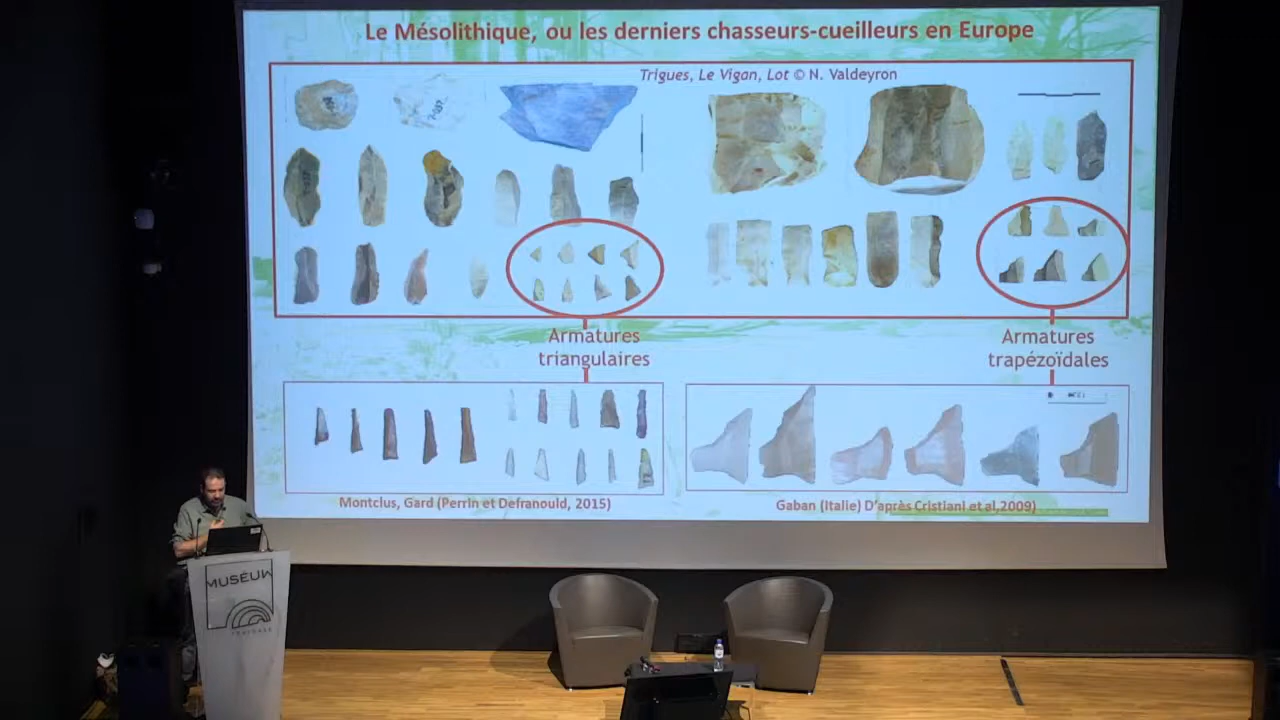 Le Mésolithique, ou les derniers chasseurs-cueilleurs en Europe
Trigues, Le Vigan, Lot © N. Valdeyron
Armatures
triangulaires
Armatures
trapézoïdales
Montclus, Gard (Perrin et Defranould, 2015)
Gaban (Italie) D'après Cristiani et al,2009)
MUSÉUM
TOULOUSE